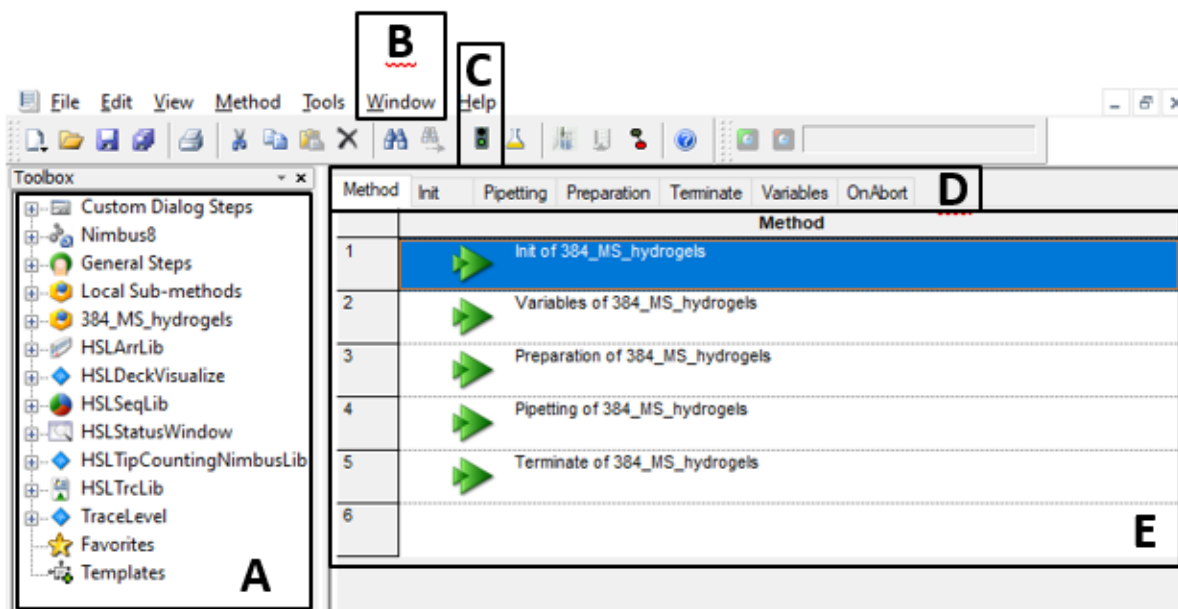 B
C
File Edit View Method Tools Window Help
Toolbox
Method Init Pipetting Preparation Terminate Variables OnAbort D
Custom Dialog Steps
Nimbus8
General Steps
Local Sub-methods
384_MS_hydrogels
HSLArrLib
HSLDeckVisualize
HSLSeqLib
HSLStatusWindow
HSLTipCountingNimbusLib
HSLTrcLib
TraceLevel
Favorites
Templates
A
Method
1 Init of 384_MS_hydrogels
2 Variables of 384_MS_hydrogels
3 Preparation of 384_MS_hydrogels
4 Pipetting of 384_MS_hydrogels
5 Terminate of 384_MS_hydrogels
6
E